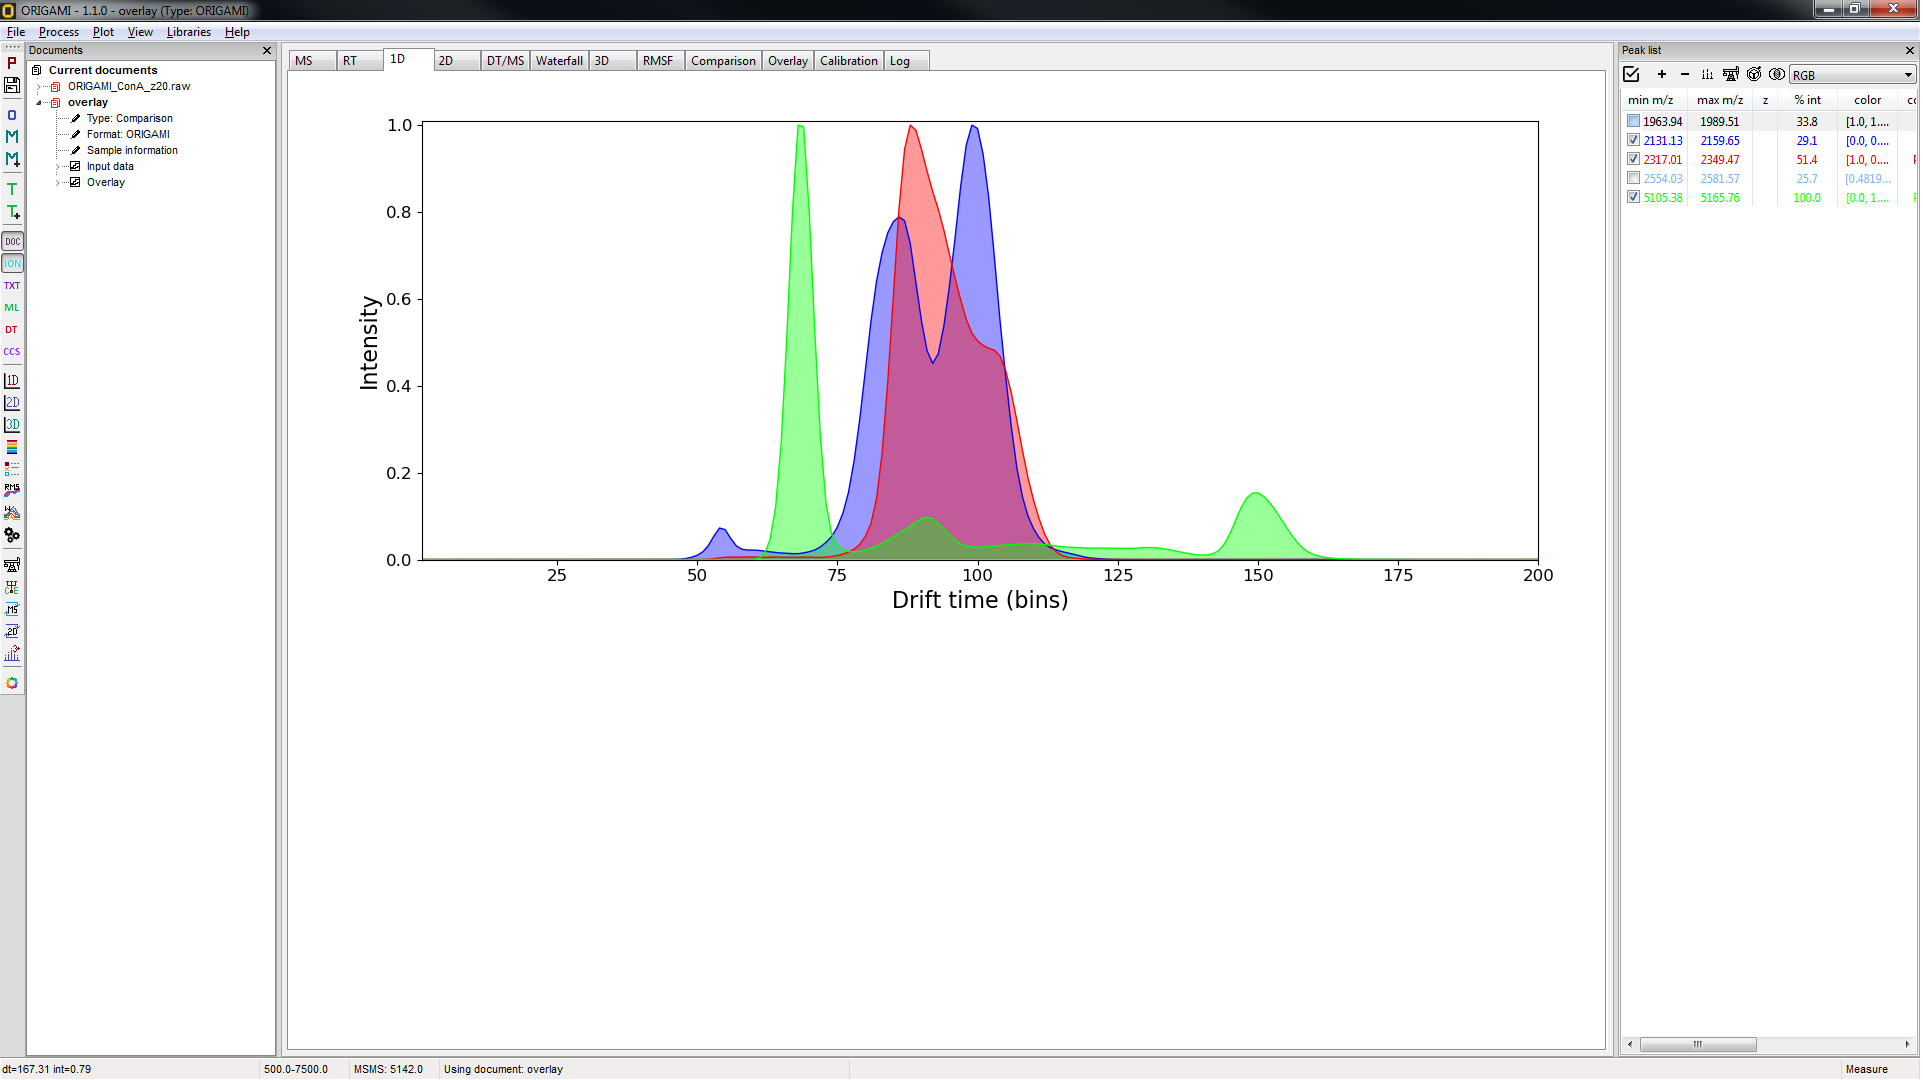 ORIGAMI - 1.1.0 - overlay (Type: ORIGAMI)
File Process Plot View Libraries Help
Documents
Current documents
ORIGAMI_ConA_z20.raw
overlay
Type: Comparison
Format: ORIGAMI
Sample information
Input data
Overlay
P
O
M
M+
T
T+
DOC
ION
TXT
ML
DT
CCS
1D
2D
3D
RMS
MS
2D
MS RT 1D 2D DT/MS Waterfall 3D RMSF Comparison Overlay Calibration Log
Intensity
1.0
0.8
0.6
0.4
0.2
0.0
25 50 75 100 125 150 175 200
Drift time (bins)
Peak list
RGB
min m/z max m/z z % int color
1963.94 1989.51 33.8 [1.0, 1....
2131.13 2159.65 29.1 [0.0, 0....
2317.01 2349.47 51.4 [1.0, 0....
2554.03 2581.57 25.7 [0.4819...
5105.38 5165.76 100.0 [0.0, 1....
dt=167.31 int=0.79 500.0-7500.0 MSMS: 5142.0 Using document: overlay Measure